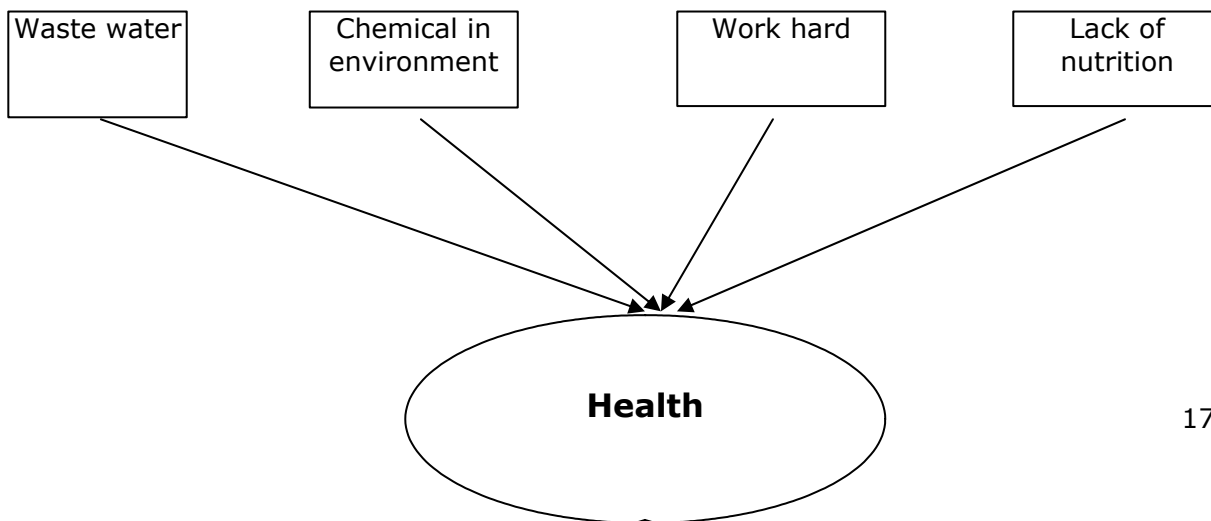 Waste water
Chemical in
environment
Work hard
Lack of
nutrition
Health
17